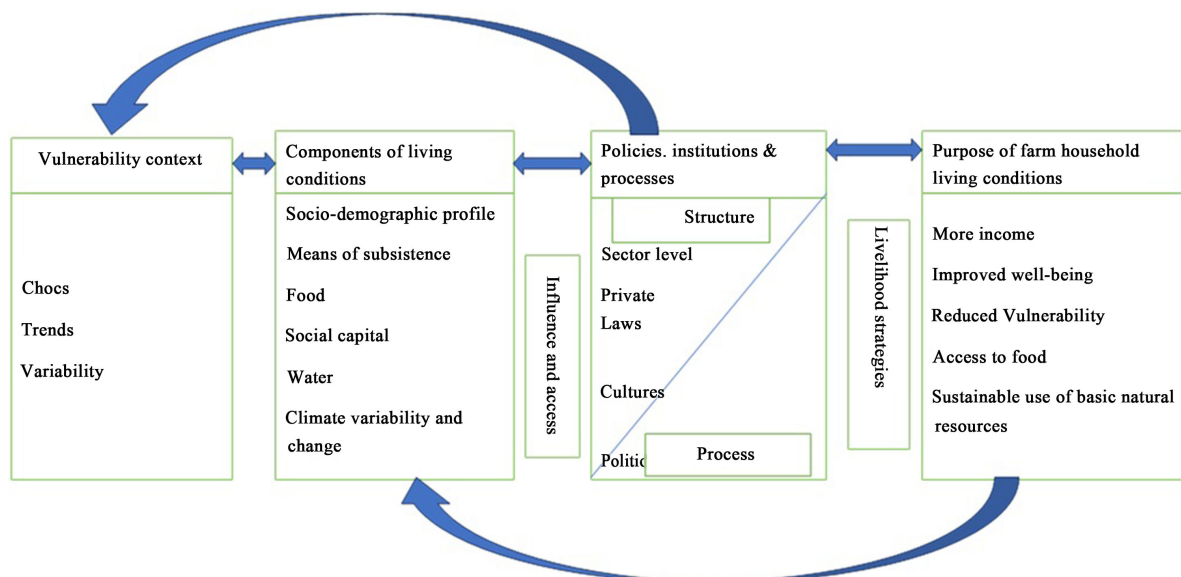 Vulnerability context
Chocs
Trends
Variability
Components of living
conditions
Socio-demographic profile
Means of subsistence
Food
Social capital
Water
Climate variability and
change
Influence and access
Policies. institutions &
processes
Structure
Sector level
Private
Laws
Cultures
Process
Livelihood strategies
Purpose of farm household
living conditions
More income
Improved well-being
Reduced Vulnerability
Access to food
Sustainable use of basic natural
resources